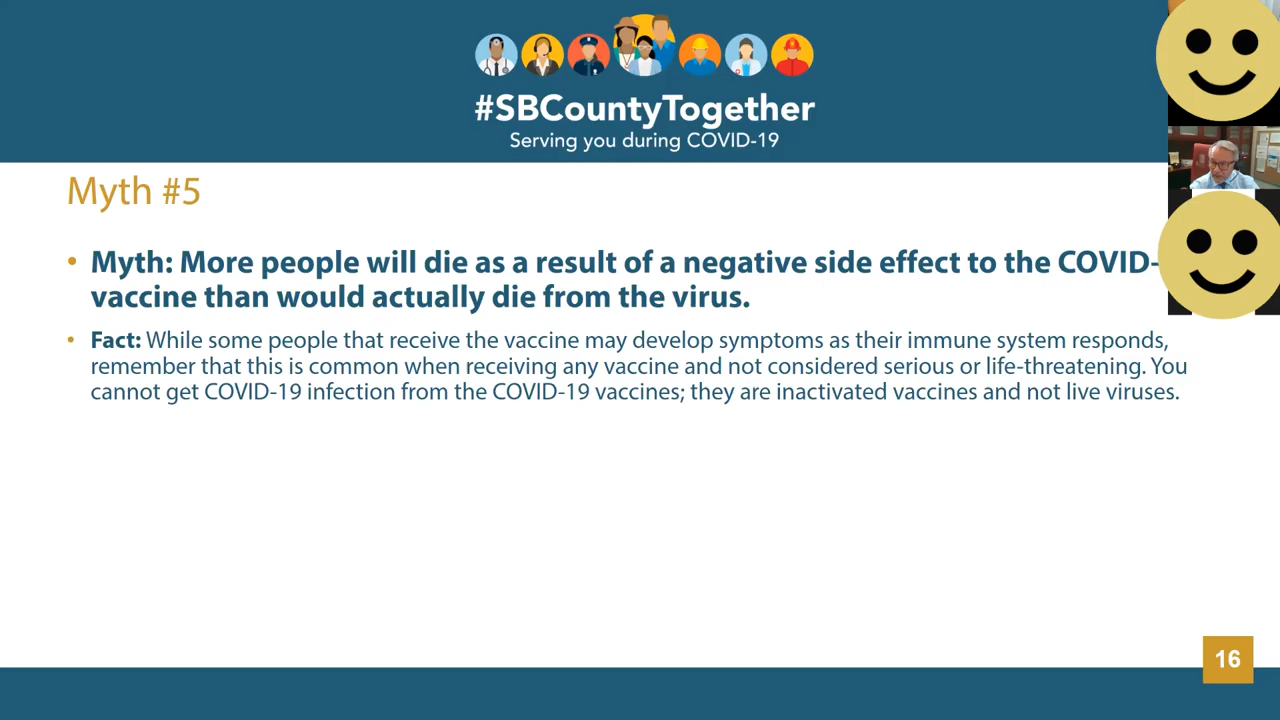 #SBCountyTogether
Serving you during COVID-19
Myth #5
• Myth: More people will die as a result of a negative side effect to the COVID-
vaccine than would actually die from the virus.
• Fact: While some people that receive the vaccine may develop symptoms as their immune system responds,
remember that this is common when receiving any vaccine and not considered serious or life-threatening. You
cannot get COVID-19 infection from the COVID-19 vaccines; they are inactivated vaccines and not live viruses.
16